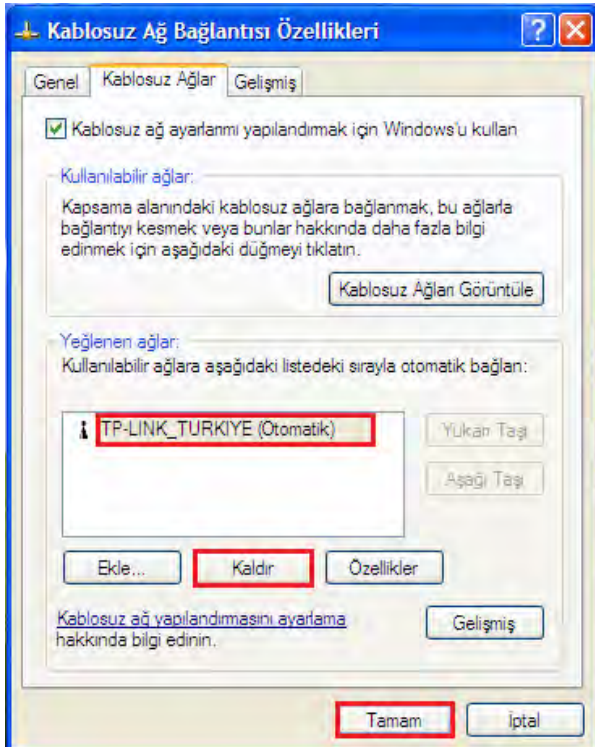 Kablosuz Ağ Bağlantısı Özellikleri
Genel
Kablosuz Ağlar
Gelişmiş
Kablosuz ağ ayarlarımı yapılandırmak için Windows'u kullan
Kullanılabilir ağlar:
Kapsama alanındaki kablosuz ağlara bağlanmak, bu ağlarla
bağlantıyı kesmek veya bunlar hakkında daha fazla bilgi
edinmek için aşağıdaki düğmeyi tıklatın.
Kablosuz Ağları Görüntüle
Yeğlenen ağlar:
Kullanılabilir ağlara aşağıdaki listedeki sırayla otomatik bağlan:
TP-LINK_TURKIYE (Otomatik)
Yukarı Taşı
Aşağı Taşı
Ekle...
Kaldır
Özellikler
Kablosuz ağ yapılandırmasını ayarlama
hakkında bilgi edinin.
Gelişmiş
Tamam
İptal